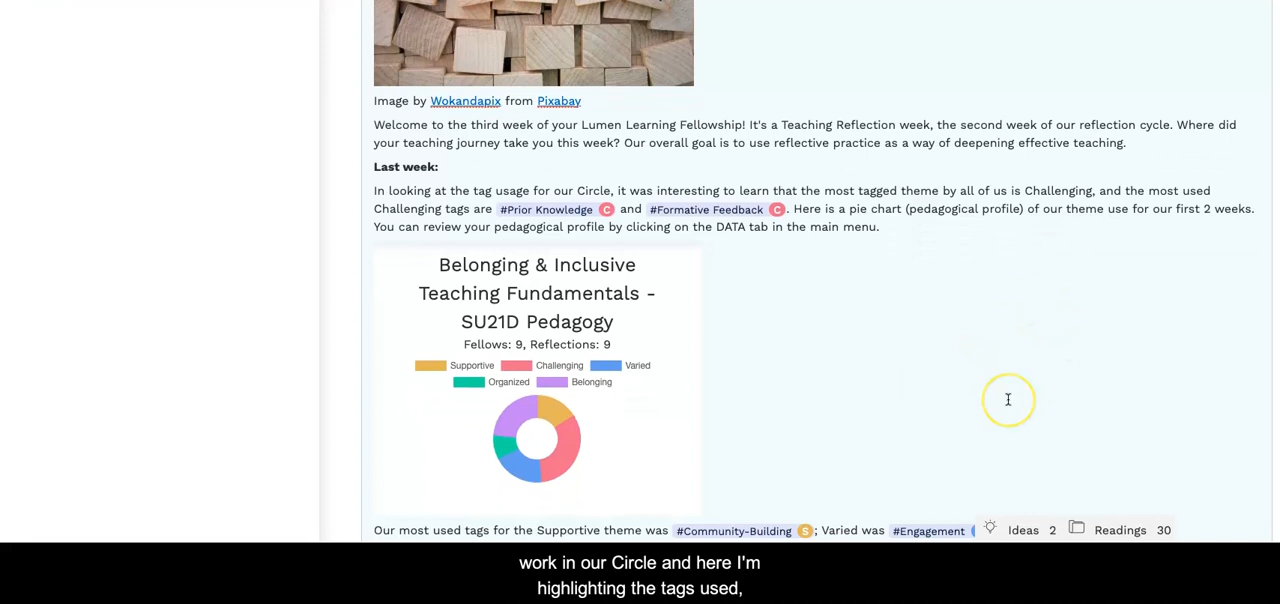 Image by Wokandapix from Pixabay
Welcome to the third week of your Lumen Learning Fellowship! It's a Teaching Reflection week, the second week of our reflection cycle. Where did
your teaching journey take you this week? Our overall goal is to use reflective practice as a way of deepening effective teaching.
Last week:
In looking at the tag usage for our Circle, it was interesting to learn that the most tagged theme by all of us is Challenging, and the most used
Challenging tags are #Prior Knowledge C and #Formative Feedback C. Here is a pie chart (pedagogical profile) of our theme use for our first 2 weeks.
You can review your pedagogical profile by clicking on the DATA tab in the main menu.
Belonging & Inclusive
Teaching Fundamentals -
SU21D Pedagogy
Fellows: 9, Reflections: 9
Supportive Challenging Varied
Organized Belonging
Our most used tags for the Supportive theme was #Community-Building S; Varied was #Engagement
Ideas 2 Readings 30
work in our Circle and here I'm
highlighting the tags used,